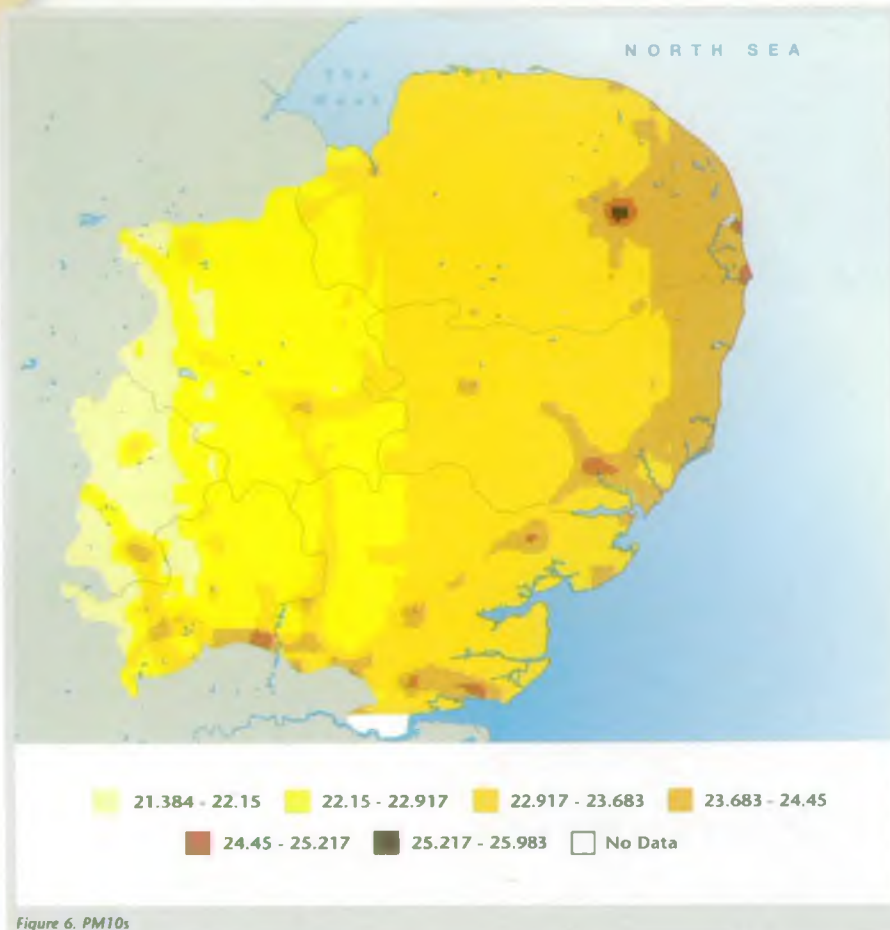 NORTH SEA
21.384 - 22.15
22.15 - 22.917
22.917 - 23.683
23.683 - 24.45
24.45 - 25.217
25.217 - 25.983
No Data
Figure 6. PM10s